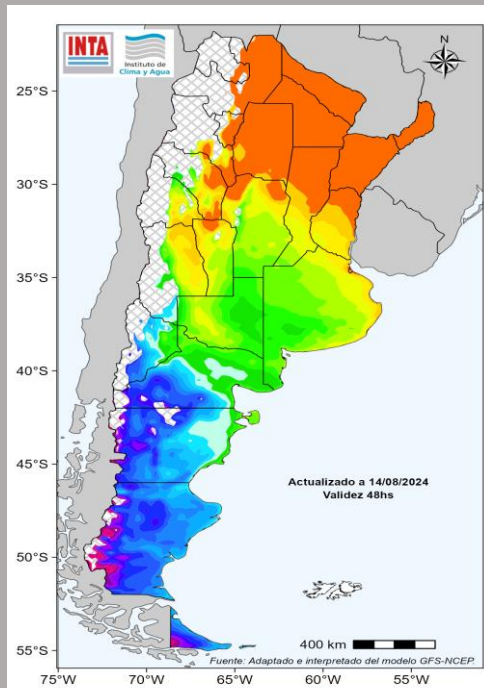 INTA
Instituto de
Clima y Agua
N
25°S
30°S
35°S
40°S
45°S
50°S
55°S
Actualizado a 14/08/2024
Validez 48hs
400 km
Fuente: Adaptado e interpretado del modelo GFS-NCEP.
75°W
70°W
65°W
60°W
55°W